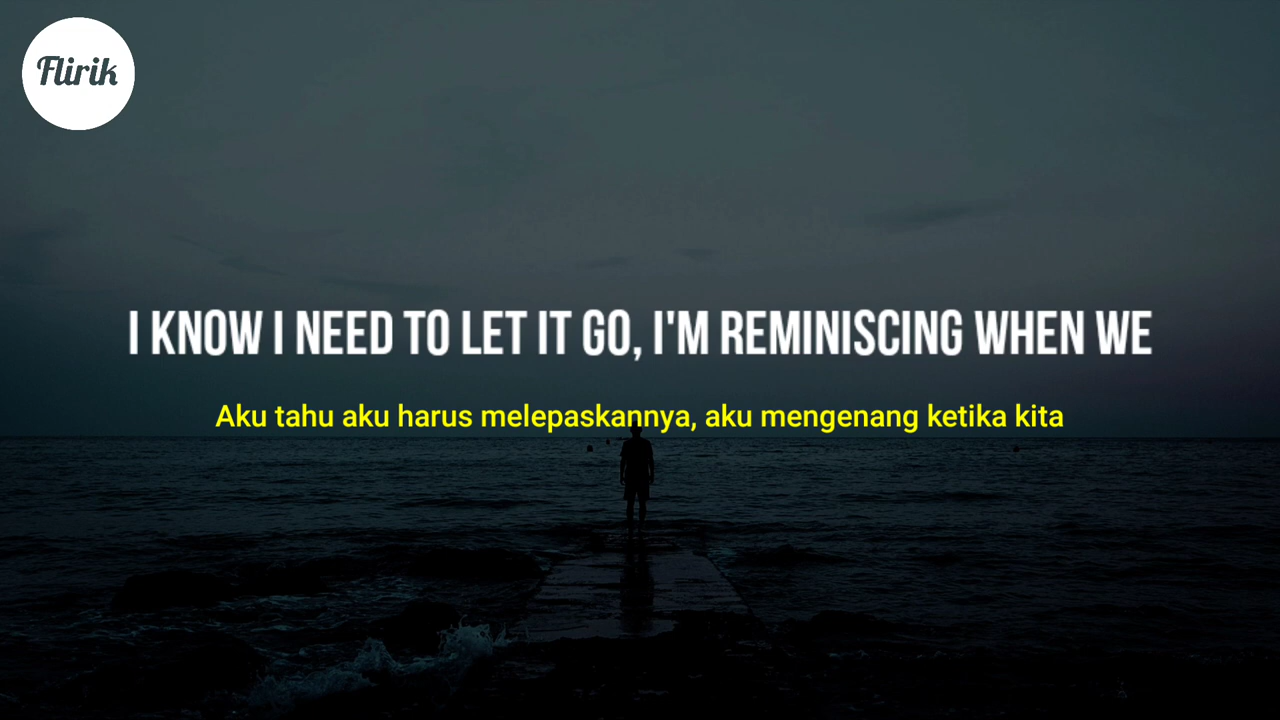 Flirik
I KNOW I NEED TO LET IT GO, I'M REMINISCING WHEN WE
Aku tahu aku harus melepaskannya, aku mengenang ketika kita